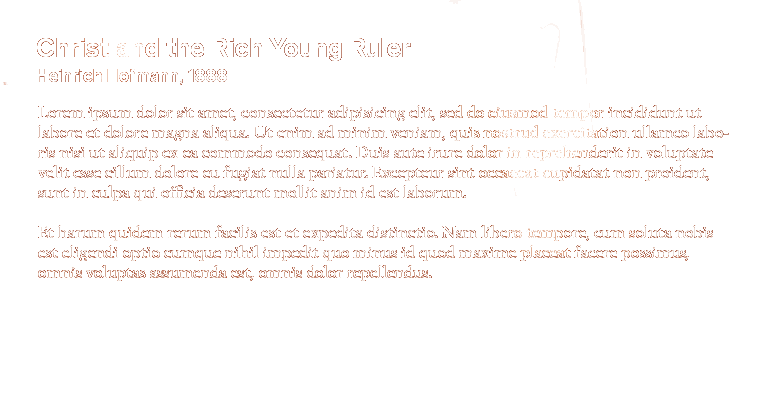 Christ and the Rich Young Ruler
Heinrich Hofmann, 1888
Lorem ipsum dolor sit amet, consectetur adipisicing elit, sed do eiusmod tempor incididunt ut
labore et dolore magna aliqua. Ut enim ad minim veniam, quis nostrud exercitation ullamco labo-
ris nisi ut aliquip ex ea commodo consequat. Duis aute irure dolor in reprehenderit in voluptate
velit esse cillum dolore eu fugiat nulla pariatur. Excepteur sint occaecat cupidatat non proident,
sunt in culpa qui officia deserunt mollit anim id est laborum.
Et harum quidem rerum facilis est et expedita distinctio. Nam libero tempore, cum soluta nobis
est eligendi optio cumque nihil impedit quo minus id quod maxime placeat facere possimus,
omnis voluptas assumenda est, omnis dolor repellendus.